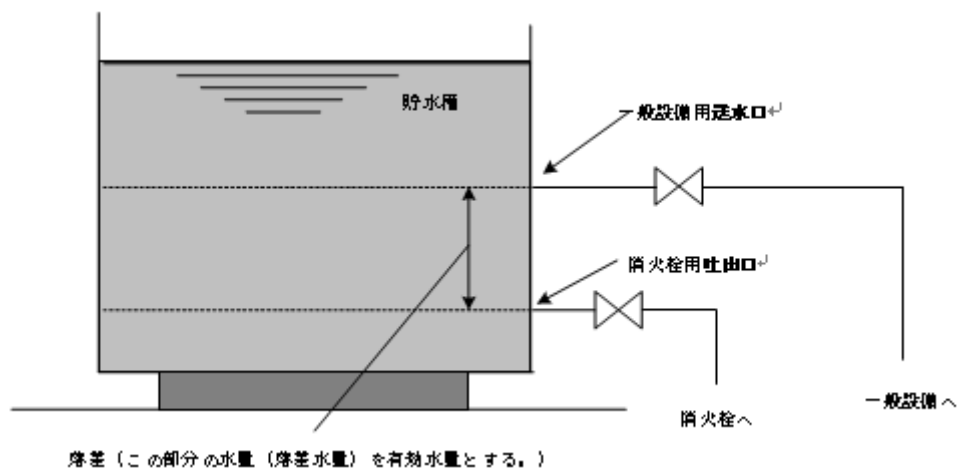 貯水槽
一般設備用送水口↵
消火栓用吐出口↵
消火栓へ
一般設備へ
落差(この部分の水量(落差水量)を有効水量とする。)